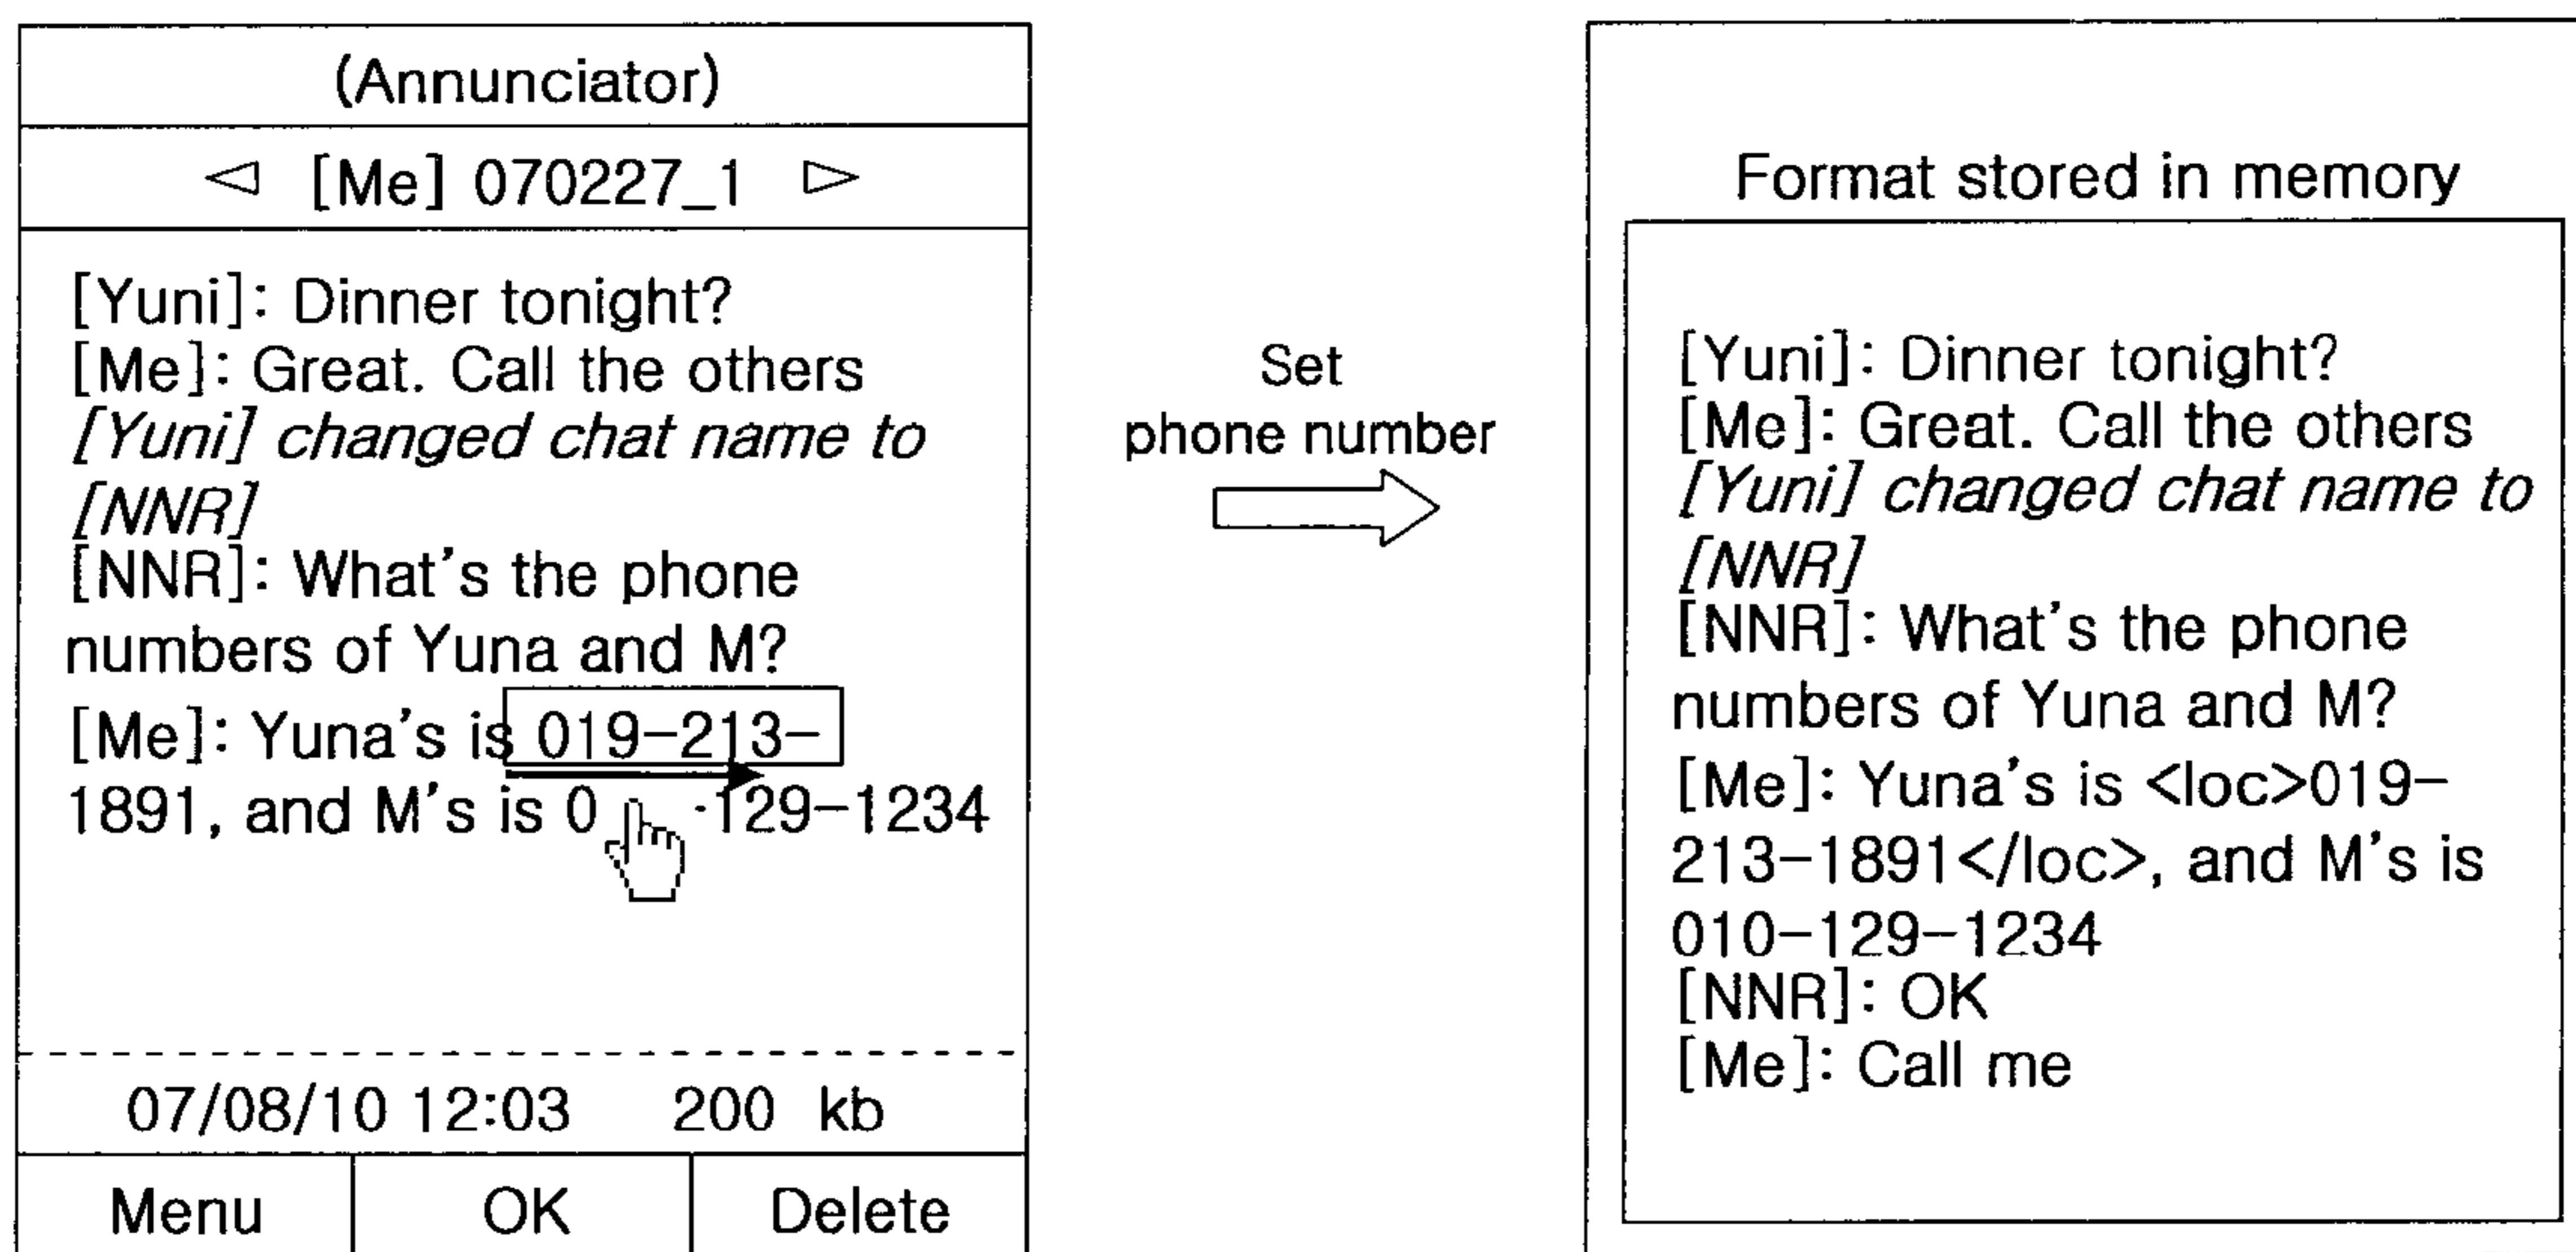 (Annunciator)
◁ [Me] 070227_1 ▷
[Yuni]: Dinner tonight?
[Me]: Great. Call the others
[Yuni] changed chat name to
[NNR]
[NNR]: What's the phone
numbers of Yuna and M?
[Me]: Yuna's is 019-213-
1891, and M's is 0 -129-1234
07/08/10 12:03 200 kb
Menu OK Delete
Set
phone number
Format stored in memory
[Yuni]: Dinner tonight?
[Me]: Great. Call the others
[Yuni] changed chat name to
[NNR]
[NNR]: What's the phone
numbers of Yuna and M?
[Me]: Yuna's is <loc>019-
213-1891</loc>, and M's is
010-129-1234
[NNR]: OK
[Me]: Call me